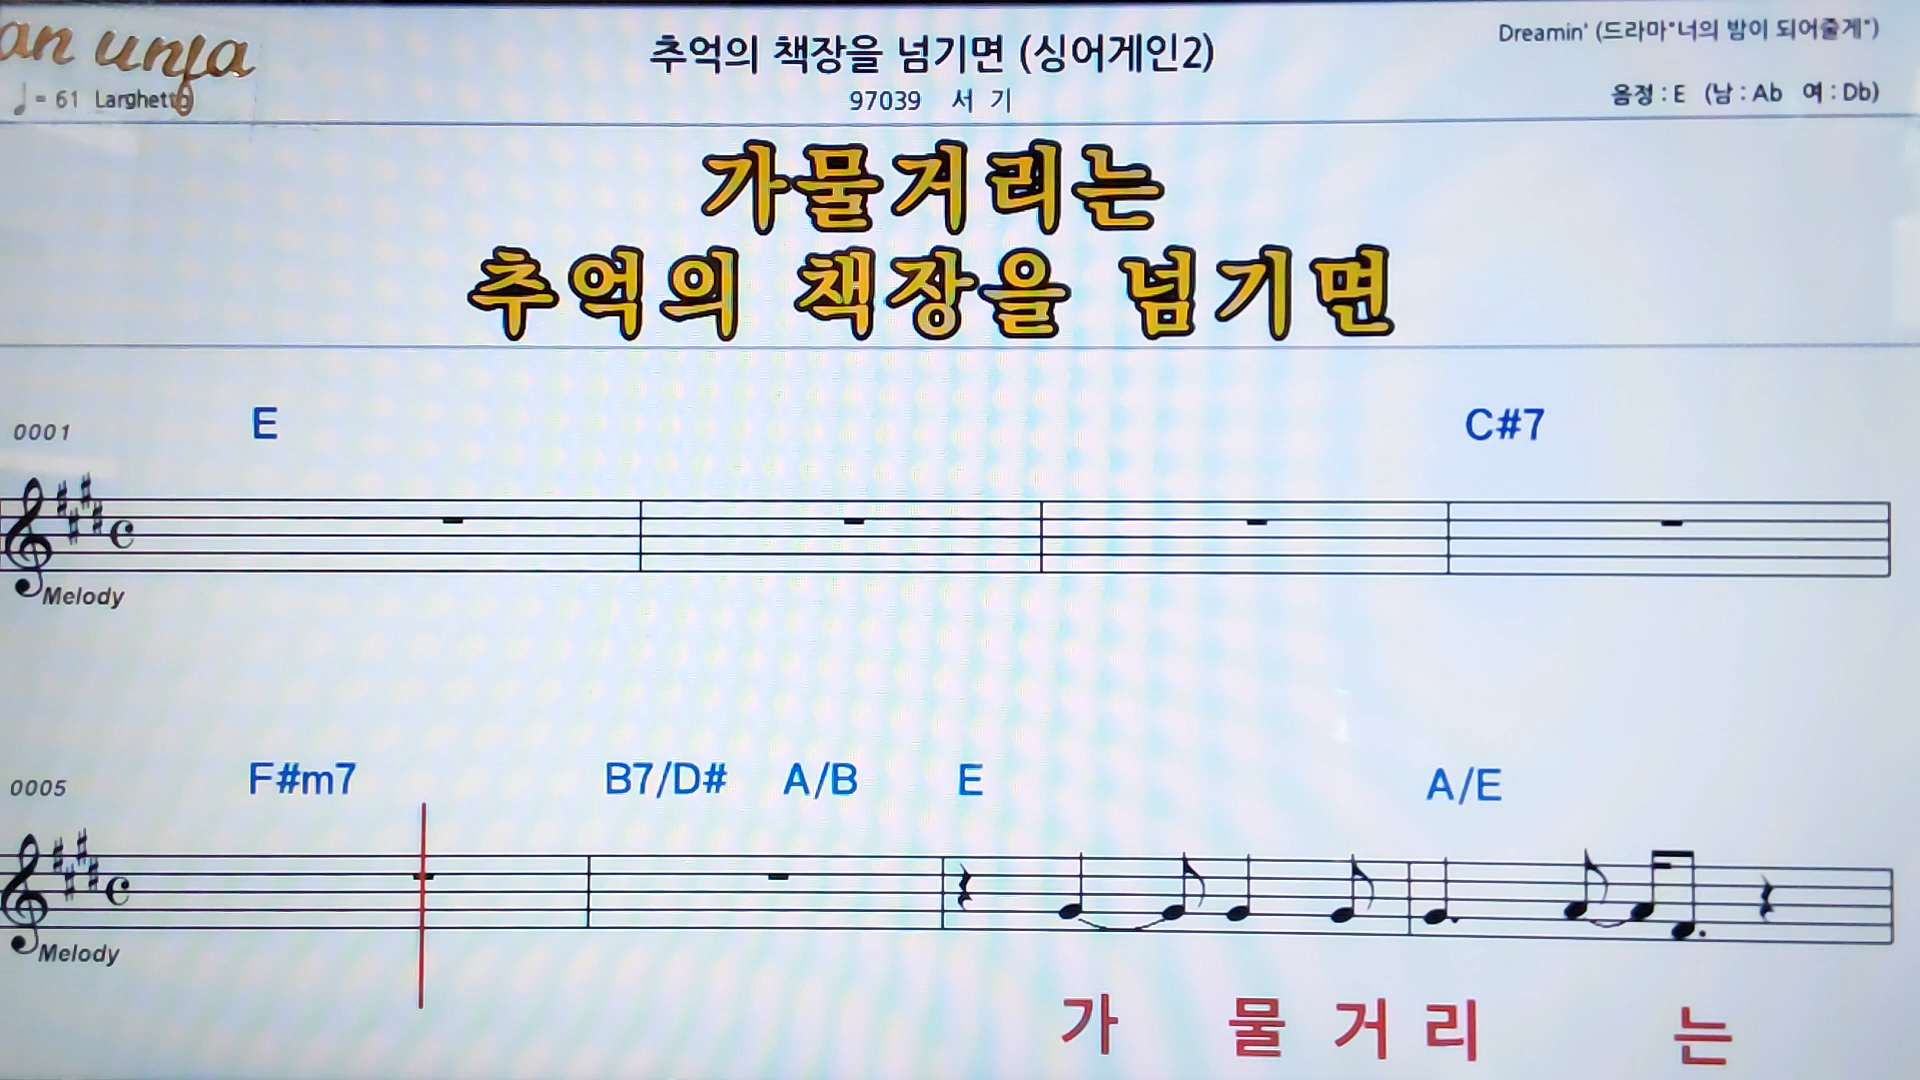 an unja
추억의 책장을 넘기면 (싱어게인2)
Dreamin' (드라마"너의 밤이 되어줄게")
♩= 61 Larghetto
97039 서 기
음정 : E (남 : Ab 여 : Db)
가물거리는
추억의 책장을 넘기면
0001 E C#7
Melody
0005 F#m7 B7/D# A/B E A/E
Melody
가 물 거 리 는